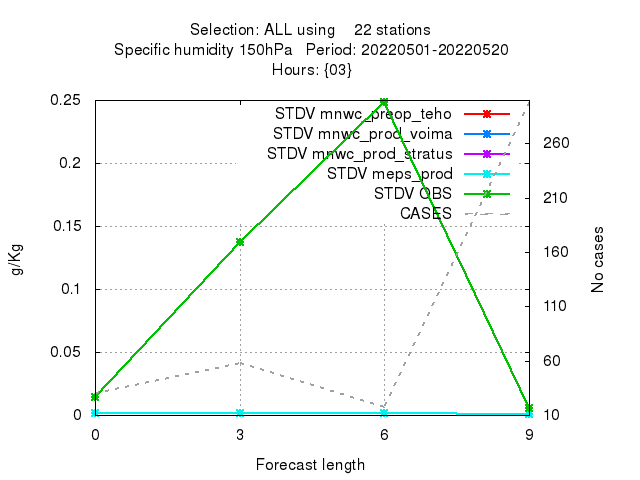 Selection: ALL using 22 stations
Specific humidity 150hPa Period: 20220501-20220520
Hours: {03}
0.25
0.2
0.15
0.1
0.05
0
g/Kg
STDV mnwc_preop_teho
STDV mnwc_prod_voima
STDV mnwc_prod_stratus
STDV meps_prod
STDV OBS
CASES
260
210
160
110
60
10
No cases
0 3 6 9
Forecast length